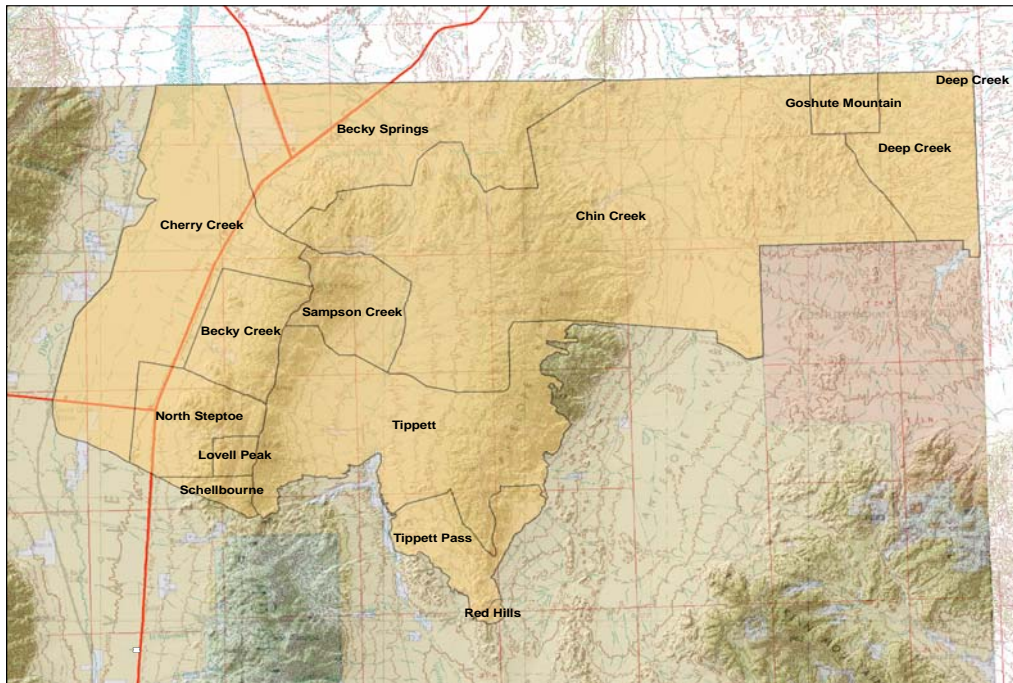 Deep Creek
Goshute Mountain
Becky Springs
Deep Creek
Chin Creek
Cherry Creek
Sampson Creek
Becky Creek
North Steptoe
Tippett
Lovell Peak
Schellbourne
Tippett Pass
Red Hills